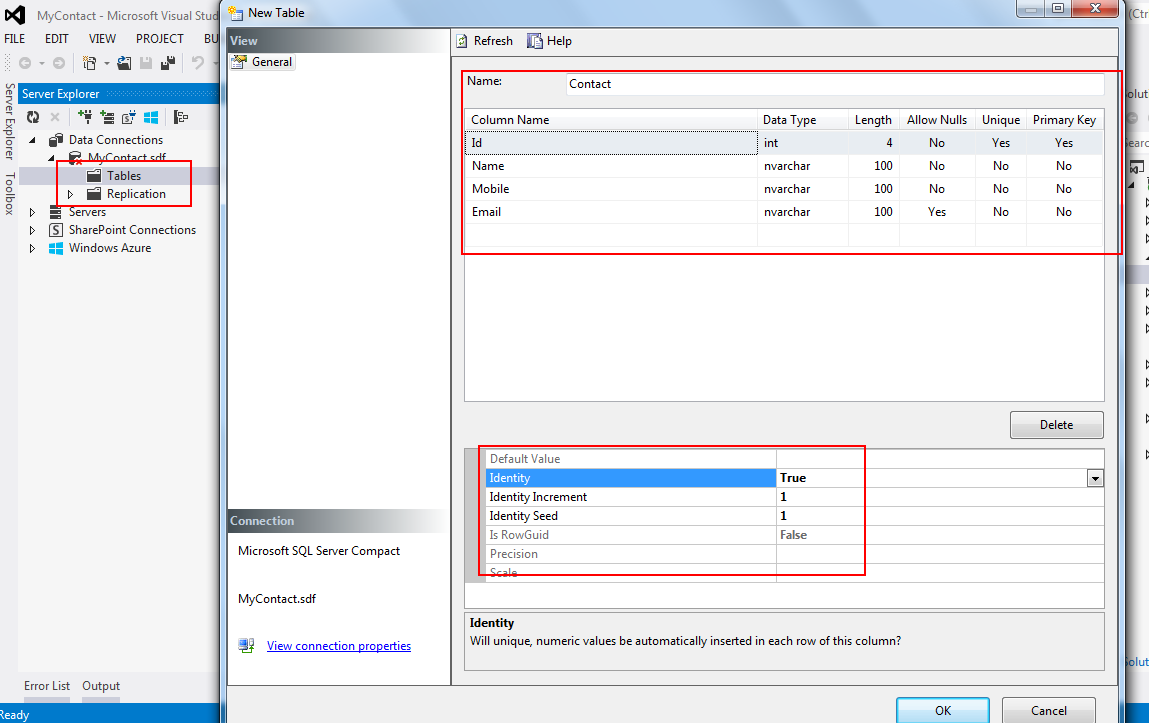 MyContact - Microsoft Visual Stud
FILE EDIT VIEW PROJECT BU
Server Explorer
Toolbox
Server Explorer
Data Connections
MyContact.sdf
Tables
Replication
Servers
SharePoint Connections
Windows Azure
Error List Output
Ready
New Table
View
General
Connection
Microsoft SQL Server Compact
MyContact.sdf
View connection properties
Refresh Help
Name: Contact
Column Name Data Type Length Allow Nulls Unique Primary Key
Id int 4 No Yes Yes
Name nvarchar 100 No No No
Mobile nvarchar 100 No No No
Email nvarchar 100 Yes No No
Delete
Default Value
Identity True
Identity Increment 1
Identity Seed 1
Is RowGuid False
Precision
Scale
Identity
Will unique, numeric values be automatically inserted in each row of this column?
OK Cancel
(Ctr
olut
earc
olut